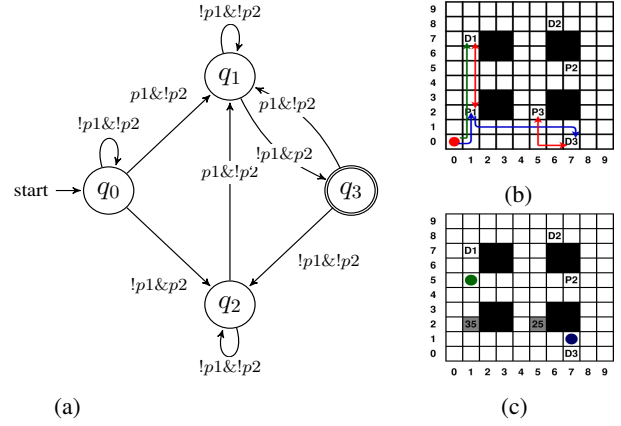 !p1&!p2
q1
p1&!p2
p1&!p2
!p1&!p2
p1&!p2
!p1&p2
start
q0
q3
!p1&p2
!p1&!p2
q2
!p1&!p2
(a)
9
8
D2
7
D1
6
5
P2
4
3
2
P1
P3
1
0
D3
0 1 2 3 4 5 6 7 8 9
(b)
9
8
D2
7
D1
6
5
P2
4
3
2
35
25
1
0
D3
0 1 2 3 4 5 6 7 8 9
(c)